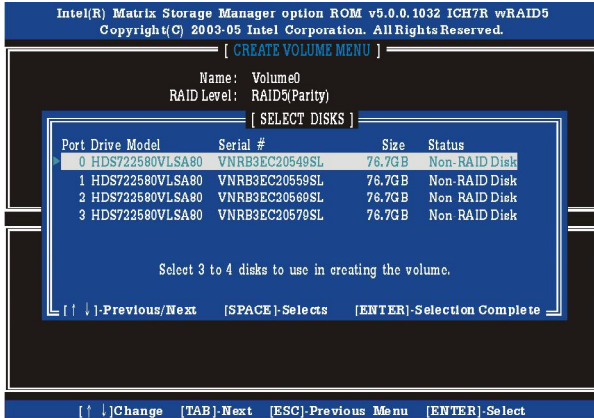 Intel(R) Matrix Storage Manager option ROM v5.0.0.1032 ICH7R wRAID5
Copyright(C) 2003-05 Intel Corporation. All Rights Reserved.
[ CREATE VOLUME MENU ]
Name: Volume0
RAID Level: RAID5(Parity)
[ SELECT DISKS ]
Port Drive Model Serial # Size Status
0 HDS722580VLSA80 VNRB3EC20549SL 76.7GB Non-RAID Disk
1 HDS722580VLSA80 VNRB3EC20559SL 76.7GB Non-RAID Disk
2 HDS722580VLSA80 VNRB3EC20569SL 76.7GB Non-RAID Disk
3 HDS722580VLSA80 VNRB3EC20579SL 76.7GB Non-RAID Disk
Select 3 to 4 disks to use in creating the volume.
[↑ ↓]-Previous/Next [SPACE]-Selects [ENTER]-Selection Complete
[↑ ↓]Change [TAB]-Next [ESC]-Previous Menu [ENTER]-Select